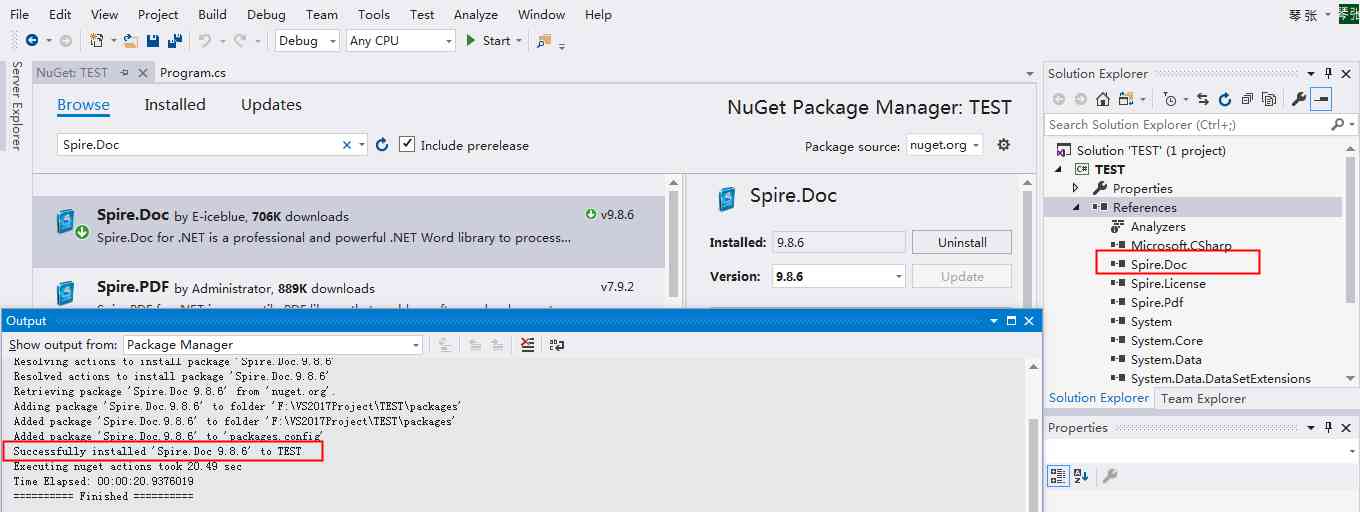 File Edit View Project Build Debug Team Tools Test Analyze Window Help 琴 张 琴张
Debug Any CPU Start
Server Explorer
NuGet: TEST Program.cs
Browse Installed Updates NuGet Package Manager: TEST
Spire.Doc Include prerelease Package source: nuget.org
Spire.Doc by E-iceblue, 706K downloads v9.8.6
Spire.Doc for .NET is a professional and powerful .NET Word library to process...
Spire.PDF by Administrator, 889K downloads v7.9.2
Spire.Doc
Installed: 9.8.6 Uninstall
Version: 9.8.6 Update
Output
Show output from: Package Manager
Resolving actions to install package 'Spire.Doc.9.8.6'
Resolved actions to install package 'Spire.Doc.9.8.6'
Retrieving package 'Spire.Doc 9.8.6' from 'nuget.org'.
Adding package 'Spire.Doc.9.8.6' to folder 'F:\VS2017Project\TEST\packages'
Added package 'Spire.Doc.9.8.6' to folder 'F:\VS2017Project\TEST\packages'
Added package 'Spire.Doc.9.8.6' to 'packages.config'
Successfully installed 'Spire.Doc 9.8.6' to TEST
Executing nuget actions took 20.49 sec
Time Elapsed: 00:00:20.9376019
========== Finished ==========
Solution Explorer
Search Solution Explorer (Ctrl+;)
Solution 'TEST' (1 project)
C# TEST
Properties
References
Analyzers
Microsoft.CSharp
Spire.Doc
Spire.License
Spire.Pdf
System
System.Core
System.Data
System.Data.DataSetExtensions
Solution Explorer Team Explorer
Properties